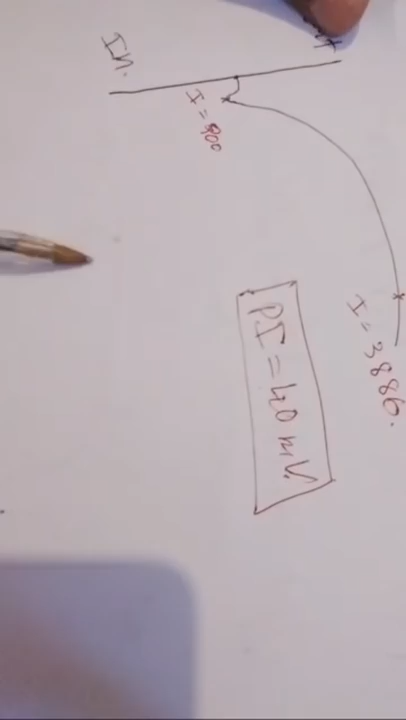 In.
I = 900
I = 3886.
PI = 40 mV.